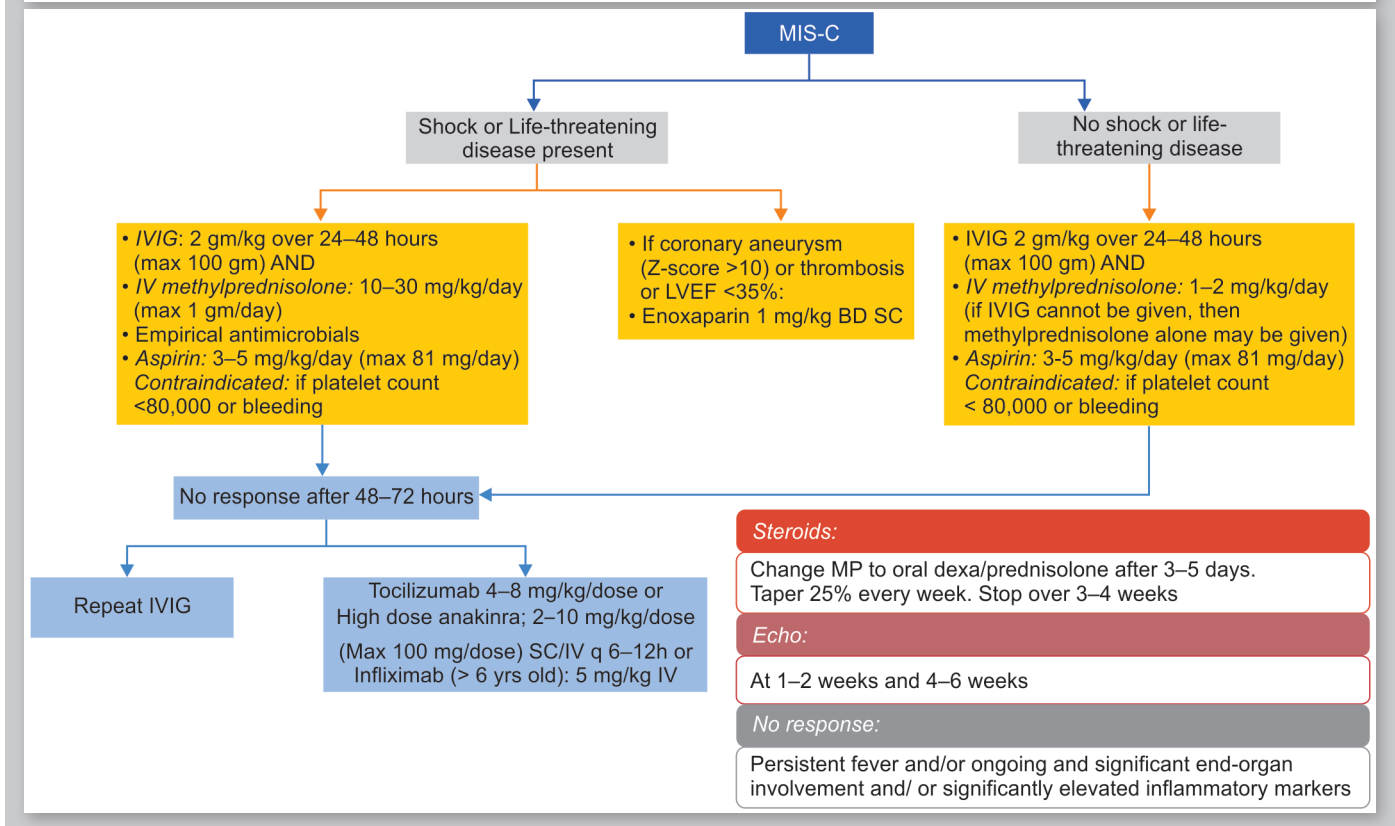 MIS-C
Shock or Life-threatening
disease present
No shock or life-
threatening disease
• IVIG: 2 gm/kg over 24–48 hours
(max 100 gm) AND
• IV methylprednisolone: 10–30 mg/kg/day
(max 1 gm/day)
• Empirical antimicrobials
• Aspirin: 3–5 mg/kg/day (max 81 mg/day)
Contraindicated: if platelet count
<80,000 or bleeding
• If coronary aneurysm
(Z-score >10) or thrombosis
or LVEF <35%:
• Enoxaparin 1 mg/kg BD SC
• IVIG 2 gm/kg over 24–48 hours
(max 100 gm) AND
• IV methylprednisolone: 1–2 mg/kg/day
(if IVIG cannot be given, then
methylprednisolone alone may be given)
• Aspirin: 3-5 mg/kg/day (max 81 mg/day)
Contraindicated: if platelet count
< 80,000 or bleeding
No response after 48–72 hours
Repeat IVIG
Tocilizumab 4–8 mg/kg/dose or
High dose anakinra; 2–10 mg/kg/dose
(Max 100 mg/dose) SC/IV q 6–12h or
Infliximab (> 6 yrs old): 5 mg/kg IV
Steroids:
Change MP to oral dexa/prednisolone after 3–5 days.
Taper 25% every week. Stop over 3–4 weeks
Echo:
At 1–2 weeks and 4–6 weeks
No response:
Persistent fever and/or ongoing and significant end-organ
involvement and/ or significantly elevated inflammatory markers